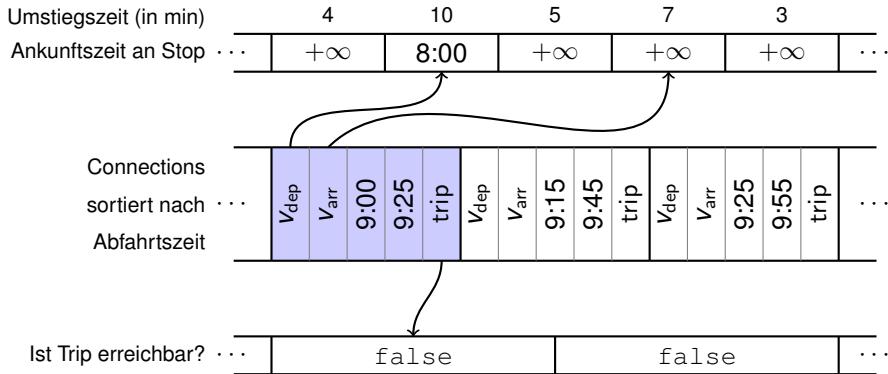 Umstiegszeit (in min) 4 10 5 7 3
Ankunftszeit an Stop ··· +∞ 8:00 +∞ +∞ +∞ ···
Connections
sortiert nach ··· v_dep v_arr 9:00 9:25 trip v_dep v_arr 9:15 9:45 trip v_dep v_arr 9:25 9:55 trip ···
Abfahrtszeit
Ist Trip erreichbar? ··· false false ···